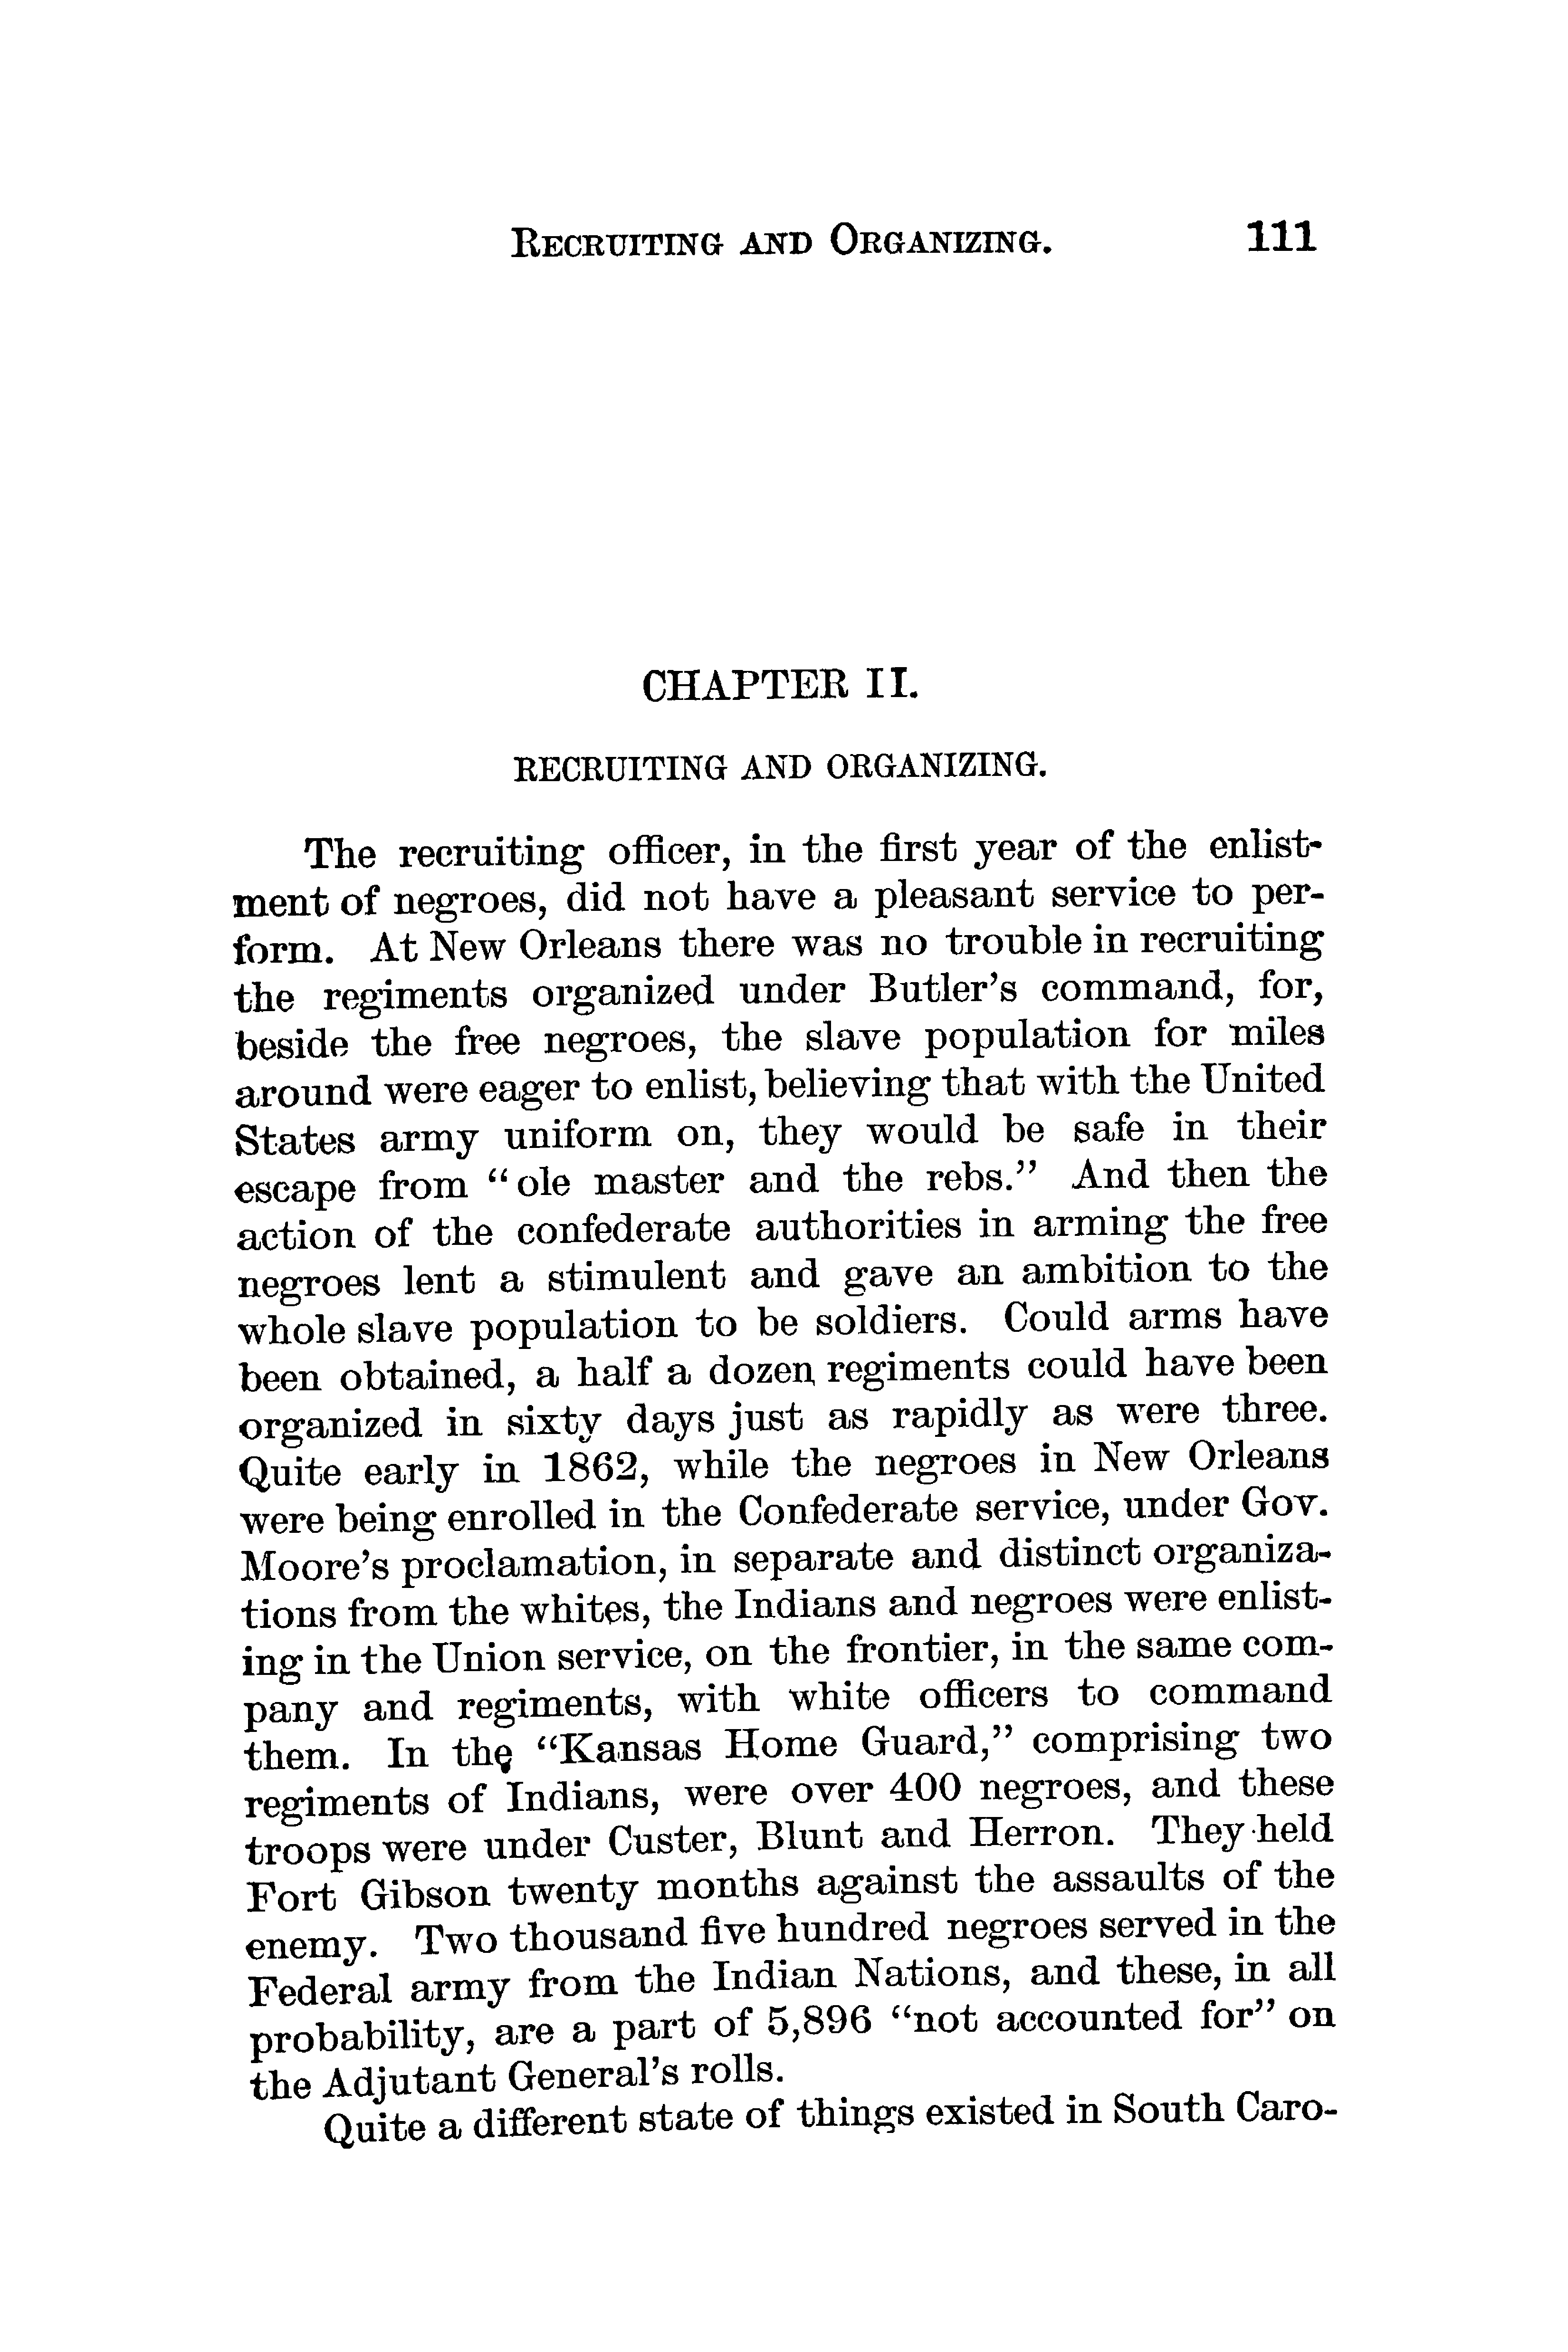 RECRUITING AND ORGANIZING. 111
CHAPTER II.
RECRUITING AND ORGANIZING.
The recruiting officer, in the first year of the enlist-
ment of negroes, did not have a pleasant service to per-
form. At New Orleans there was no trouble in recruiting
the regiments organized under Butler's command, for,
beside the free negroes, the slave population for miles
around were eager to enlist, believing that with the United
States army uniform on, they would be safe in their
escape from "ole master and the rebs." And then the
action of the confederate authorities in arming the free
negroes lent a stimulent and gave an ambition to the
whole slave population to be soldiers. Could arms have
been obtained, a half a dozen regiments could have been
organized in sixty days just as rapidly as were three.
Quite early in 1862, while the negroes in New Orleans
were being enrolled in the Confederate service, under Gov.
Moore's proclamation, in separate and distinct organiza-
tions from the whites, the Indians and negroes were enlist-
ing in the Union service, on the frontier, in the same com-
pany and regiments, with white officers to command
them. In the "Kansas Home Guard," comprising two
regiments of Indians, were over 400 negroes, and these
troops were under Custer, Blunt and Herron. They held
Fort Gibson twenty months against the assaults of the
enemy. Two thousand five hundred negroes served in the
Federal army from the Indian Nations, and these, in all
probability, are a part of 5,896 "not accounted for" on
the Adjutant General's rolls.
Quite a different state of things existed in South Caro-